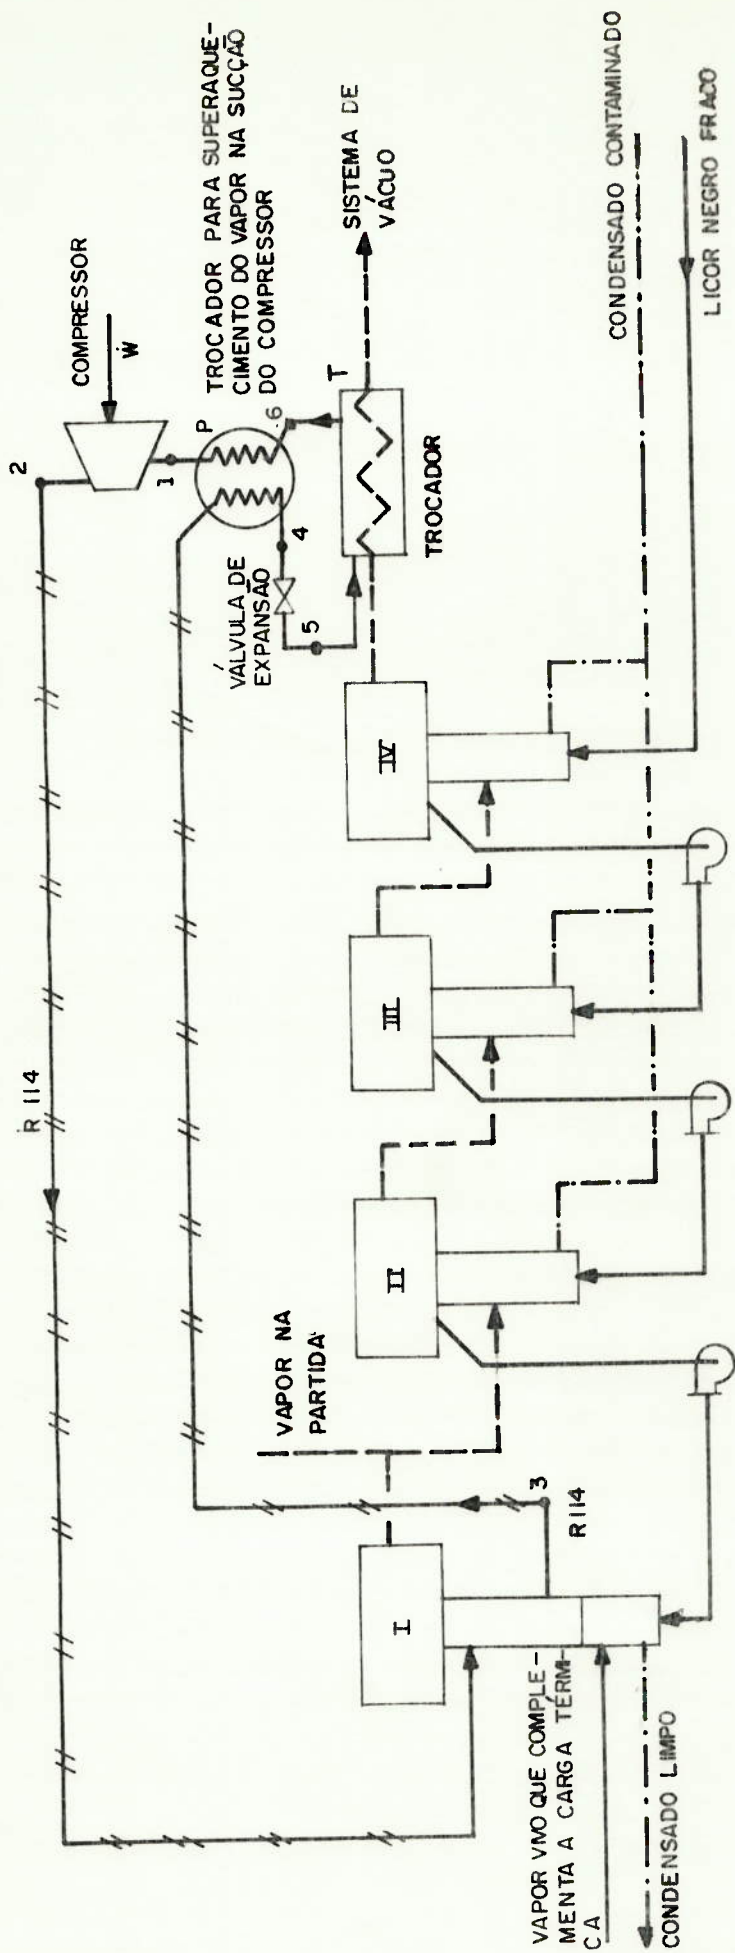 R 114
2
COMPRESSOR
Ẇ
1
P
TROCADOR PARA SUPERAQUE-
CIMENTO DO VAPOR NA SUCÇÃO
DO COMPRESSOR
6
4
VÁLVULA DE
EXPANSÃO
5
T
TROCADOR
SISTEMA DE
VÁCUO
VAPOR NA
PARTIDA
I
II
III
IV
3
R114
VAPOR VIVO QUE COMPLE-
MENTA A CARGA TÉRMI-
CA
CONDENSADO LIMPO
CONDENSADO CONTAMINADO
LICOR NEGRO FRACO